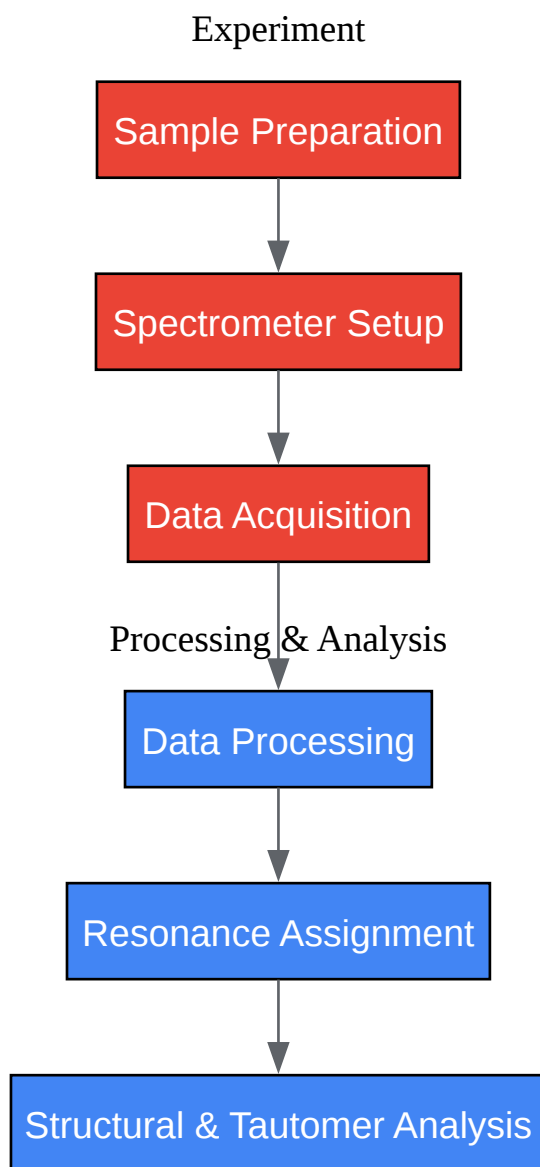 Experiment
Sample Preparation
Spectrometer Setup
Data Acquisition
Processing & Analysis
Data Processing
Resonance Assignment
Structural & Tautomer Analysis